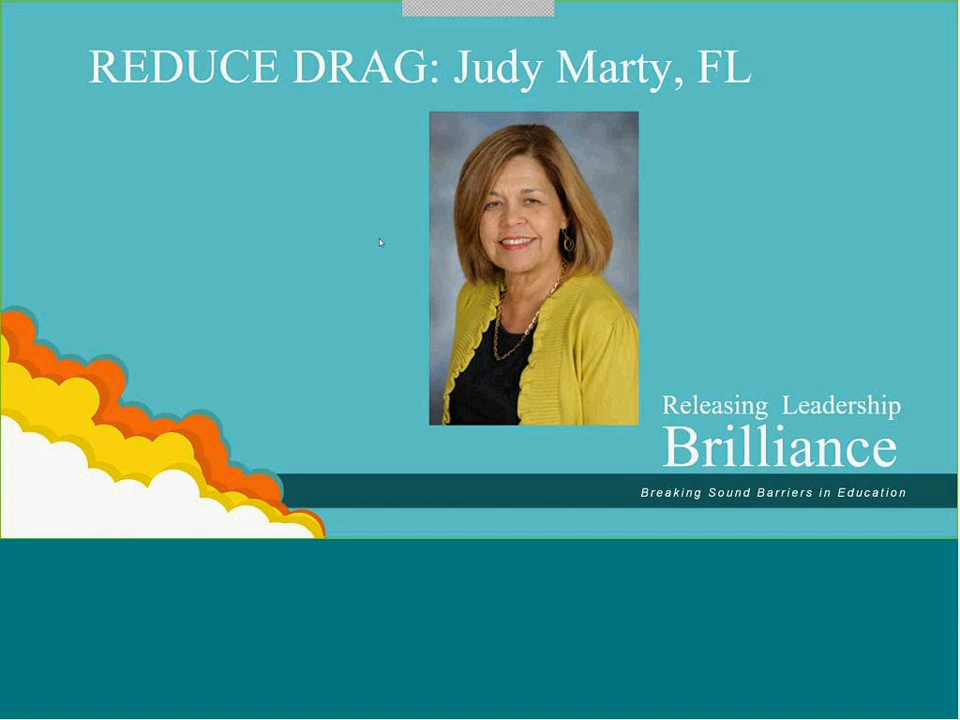 REDUCE DRAG: Judy Marty, FL
Releasing Leadership
Brilliance
Breaking Sound Barriers in Education